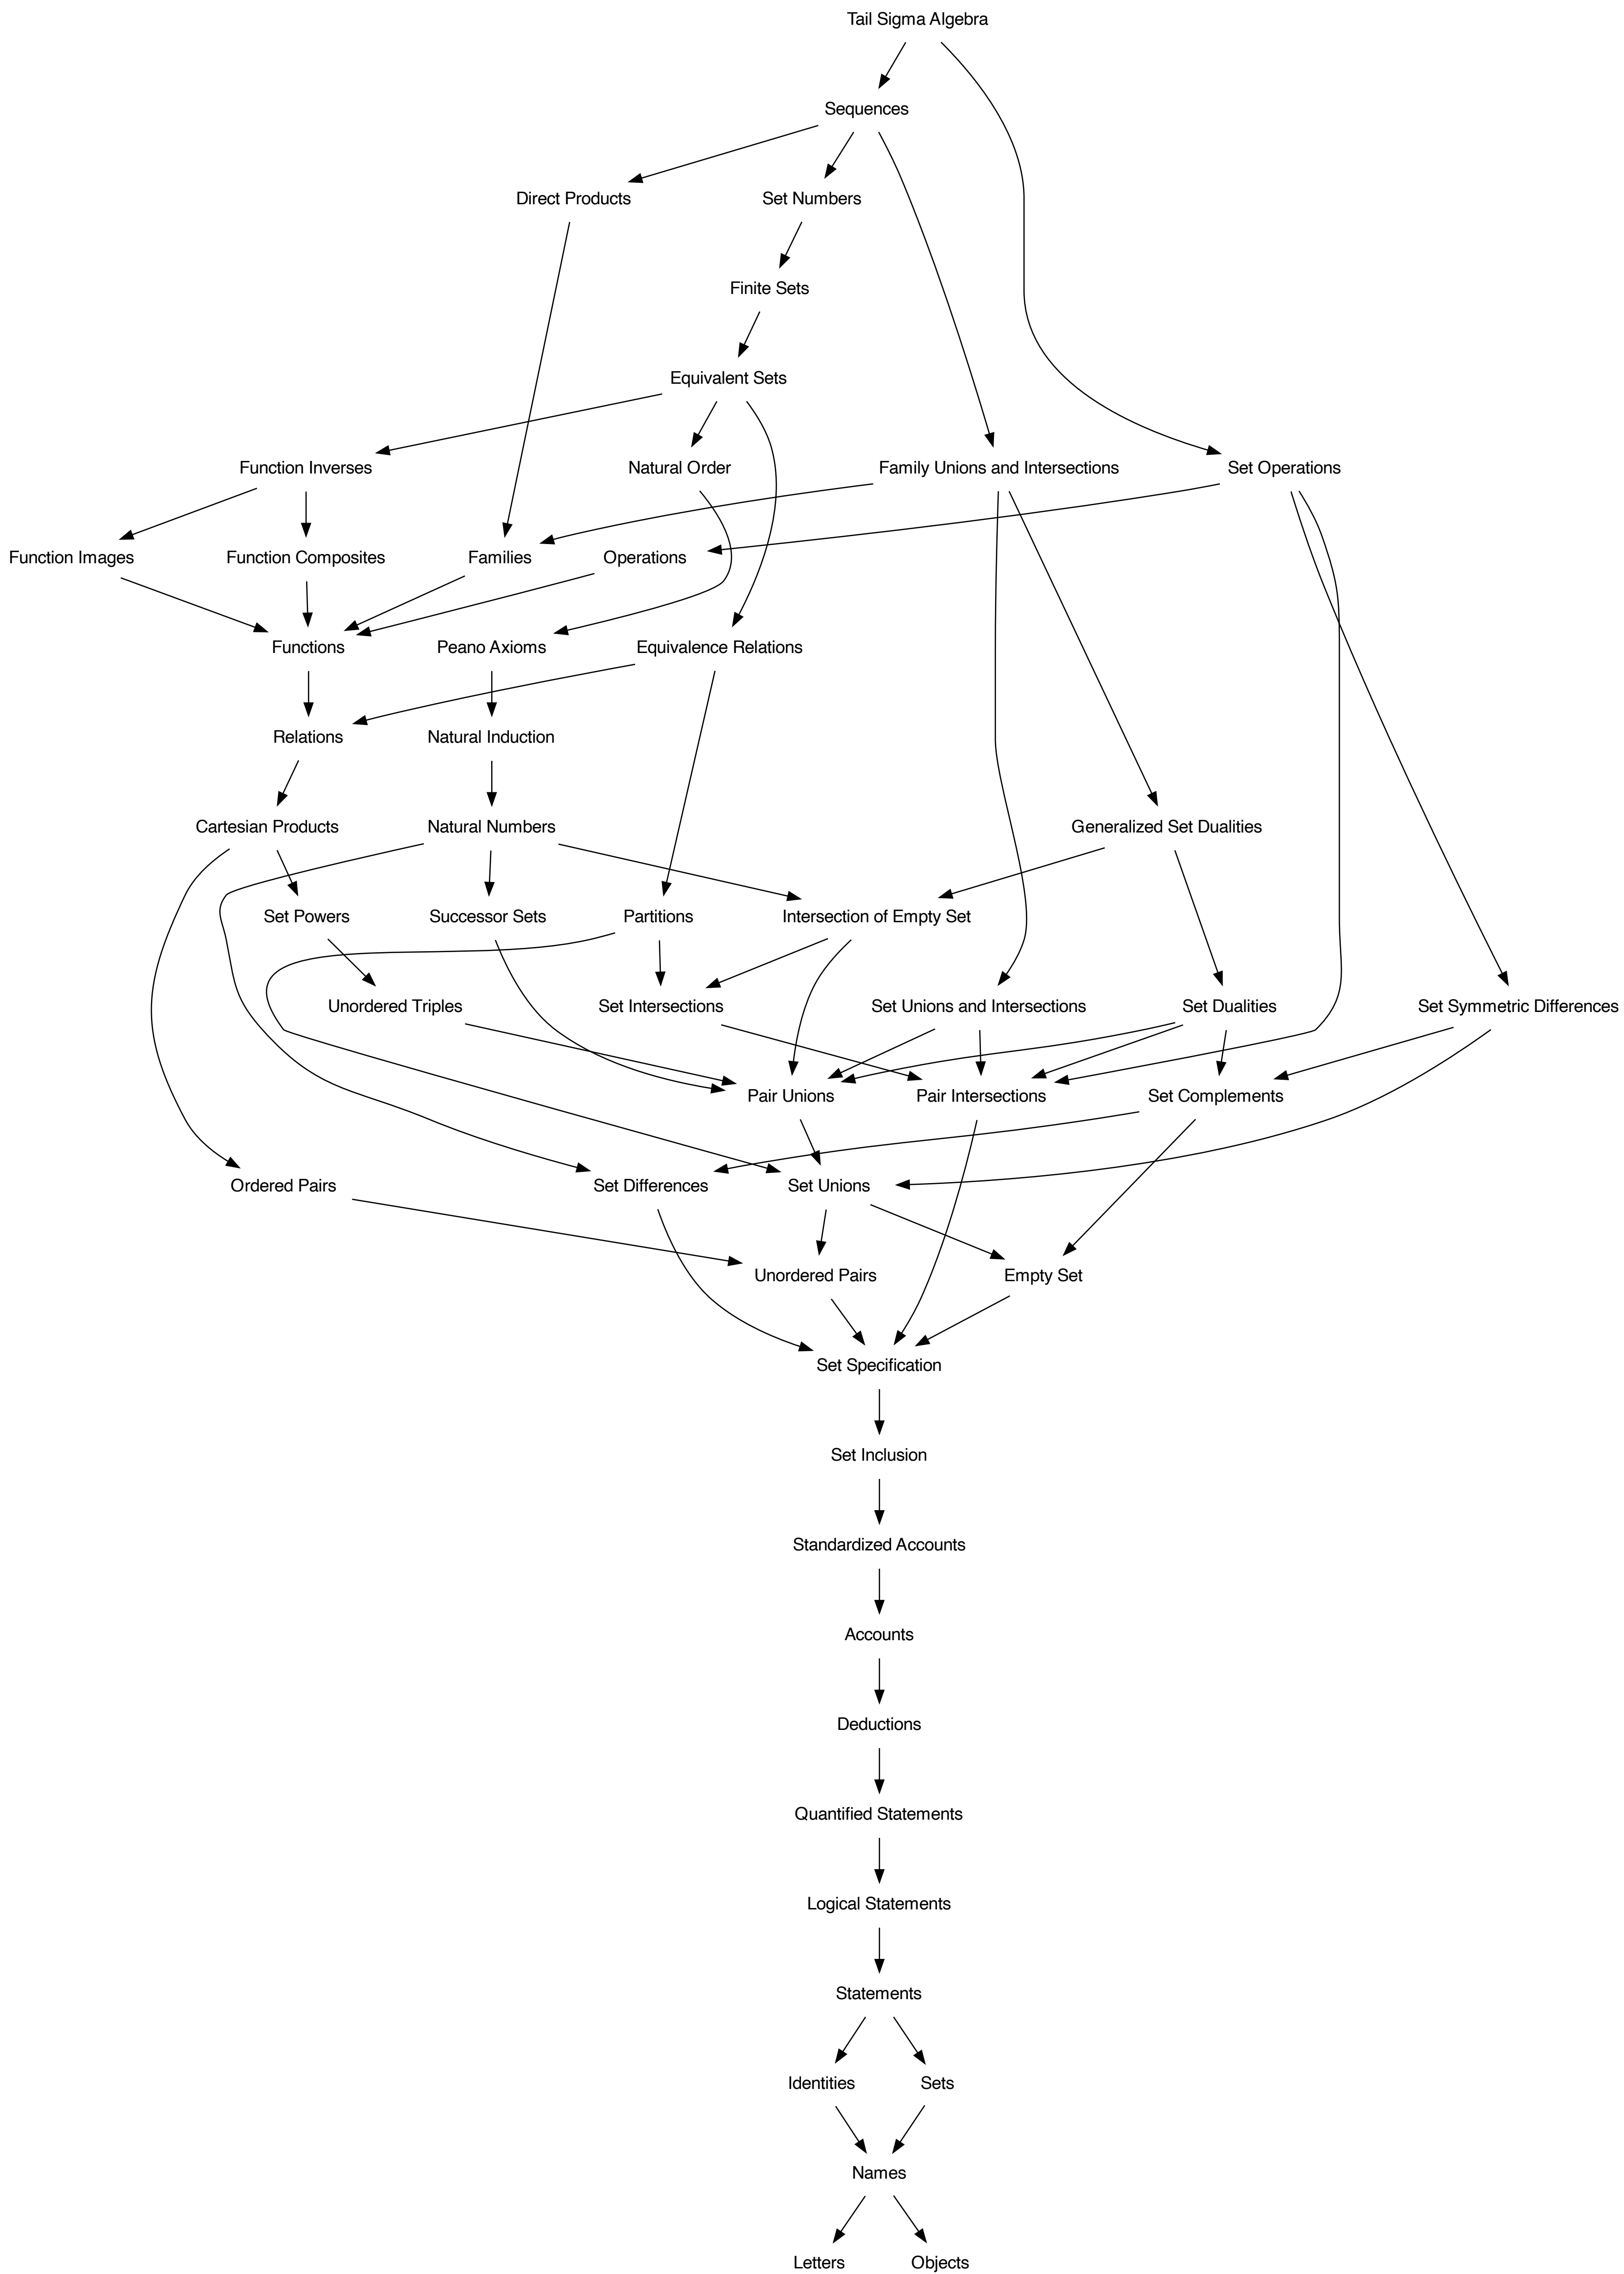 Tail Sigma Algebra
Sequences
Direct Products
Set Numbers
Finite Sets
Equivalent Sets
Function Inverses
Natural Order
Family Unions and Intersections
Set Operations
Function Images
Function Composites
Families
Operations
Functions
Peano Axioms
Equivalence Relations
Relations
Natural Induction
Cartesian Products
Natural Numbers
Generalized Set Dualities
Set Powers
Successor Sets
Partitions
Intersection of Empty Set
Unordered Triples
Set Intersections
Set Unions and Intersections
Set Dualities
Set Symmetric Differences
Pair Unions
Pair Intersections
Set Complements
Ordered Pairs
Set Differences
Set Unions
Unordered Pairs
Empty Set
Set Specification
Set Inclusion
Standardized Accounts
Accounts
Deductions
Quantified Statements
Logical Statements
Statements
Identities
Sets
Names
Letters
Objects